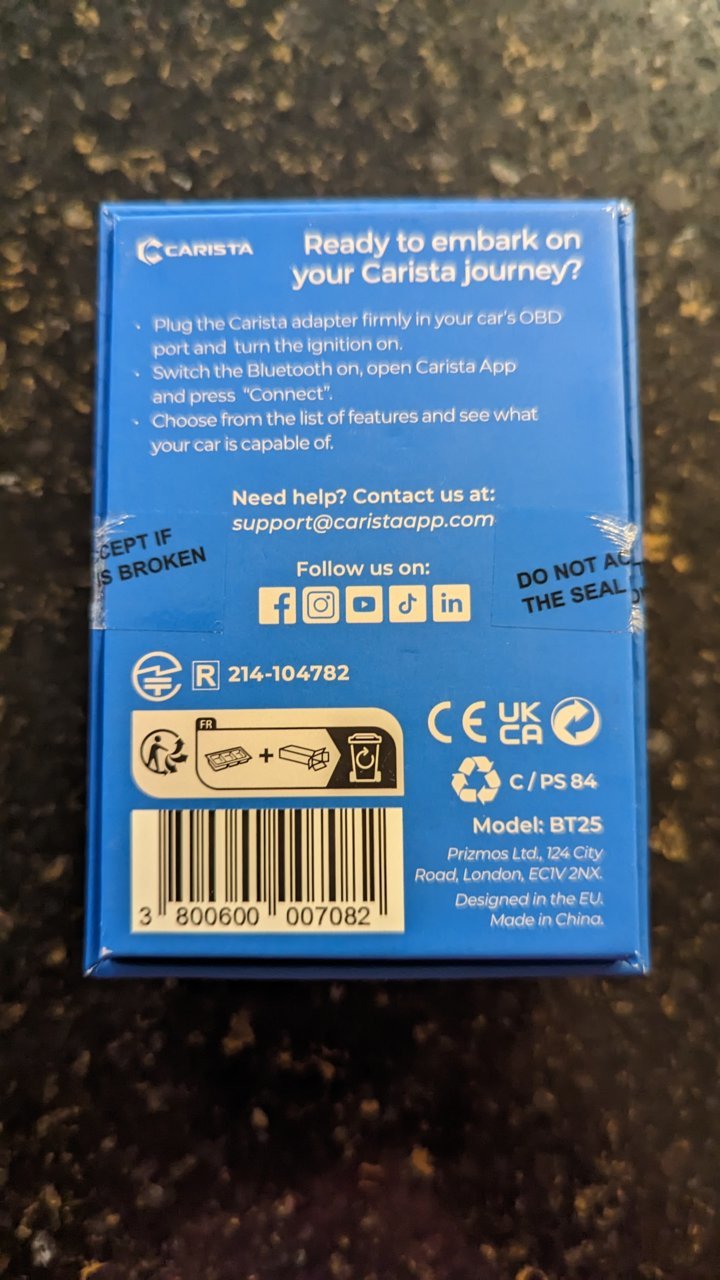 CARISTA
Ready to embark on
your Carista journey?
· Plug the Carista adapter firmly in your car's OBD
port and turn the ignition on.
· Switch the Bluetooth on, open Carista App
and press "Connect".
· Choose from the list of features and see what
your car is capable of.
Need help? Contact us at:
support@caristaapp.com
CEPT IF
S BROKEN
DO NOT AC
THE SEAL
Follow us on:
in
R 214-104782
FR
+
CE UK
CA
C/PS 84
Model: BT25
Prizmos Ltd., 124 City
Road, London, EC1V 2NX.
Designed in the EU.
Made in China.
3 800600 007082